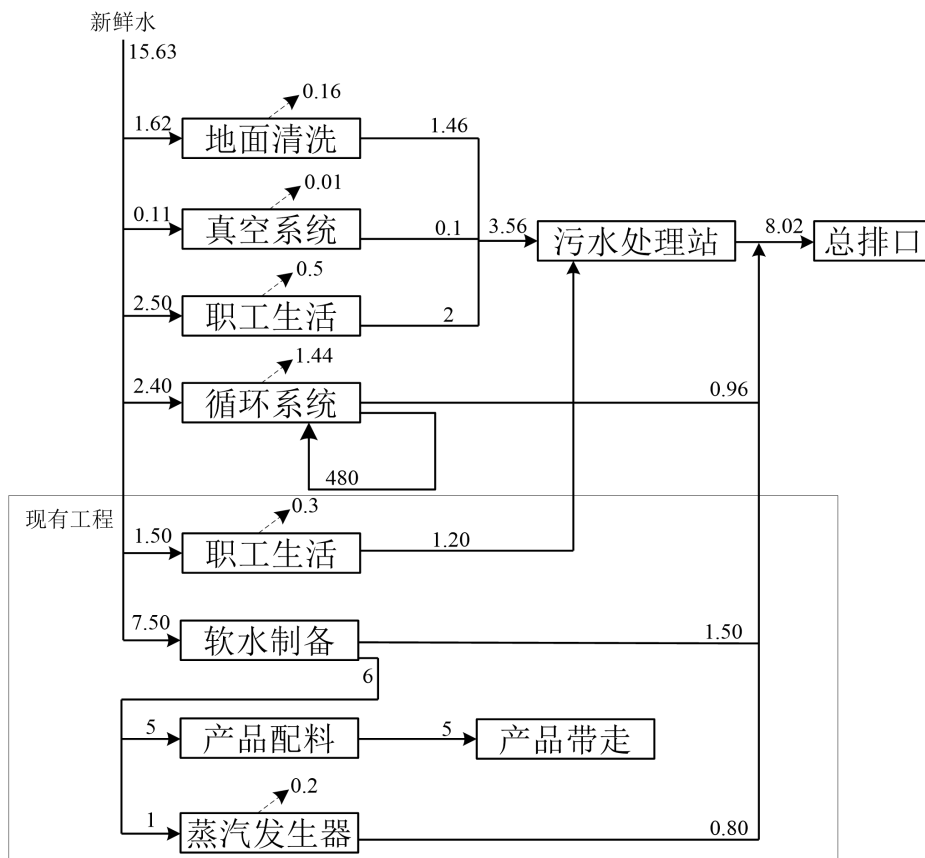 新鲜水
15.63
0.16
1.62
地面清洗
1.46
0.01
0.11
真空系统
0.1
3.56
污水处理站
8.02
总排口
0.5
2.50
职工生活
2
1.44
2.40
循环系统
0.96
480
现有工程
0.3
1.50
职工生活
1.20
7.50
软水制备
1.50
6
5
产品配料
5
产品带走
0.2
1
蒸汽发生器
0.80